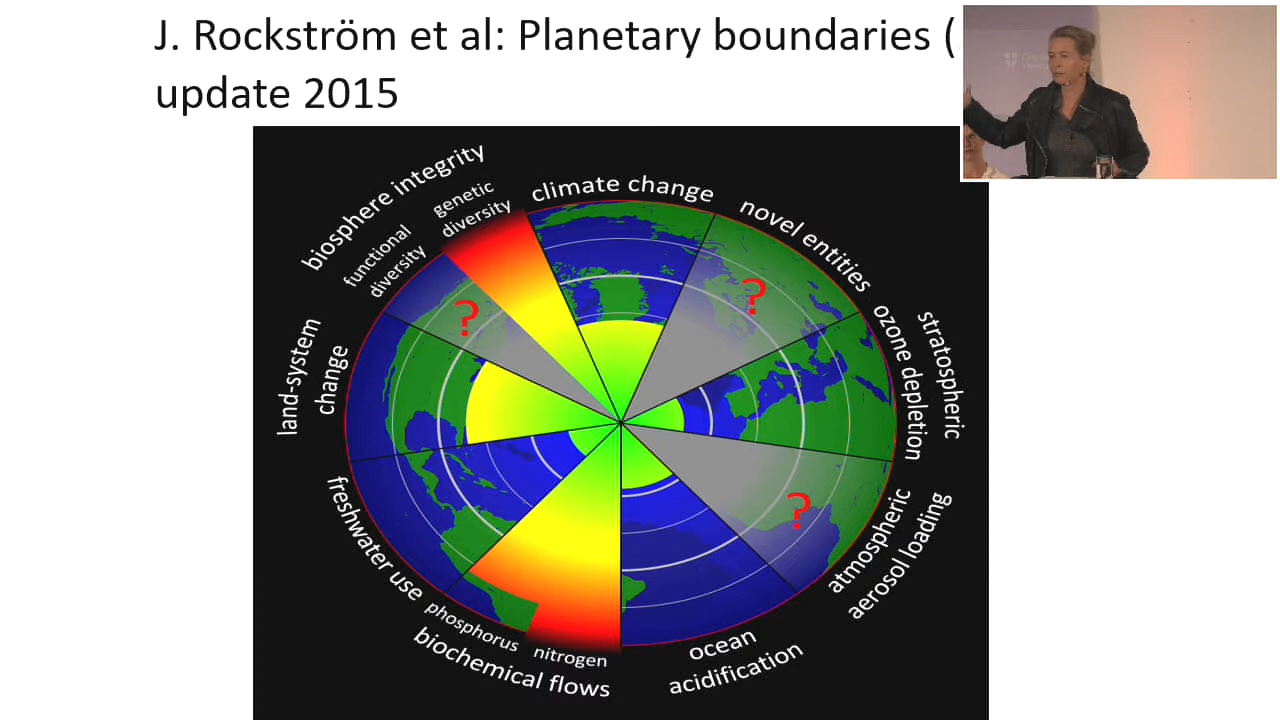 J. Rockström et al: Planetary boundaries (
update 2015
biosphere integrity
genetic
diversity
functional
diversity
climate change
novel entities
?
?
stratospheric
ozone depletion
land-system
change
?
atmospheric
aerosol loading
freshwater use
phosphorus
nitrogen
biochemical flows
ocean
acidification